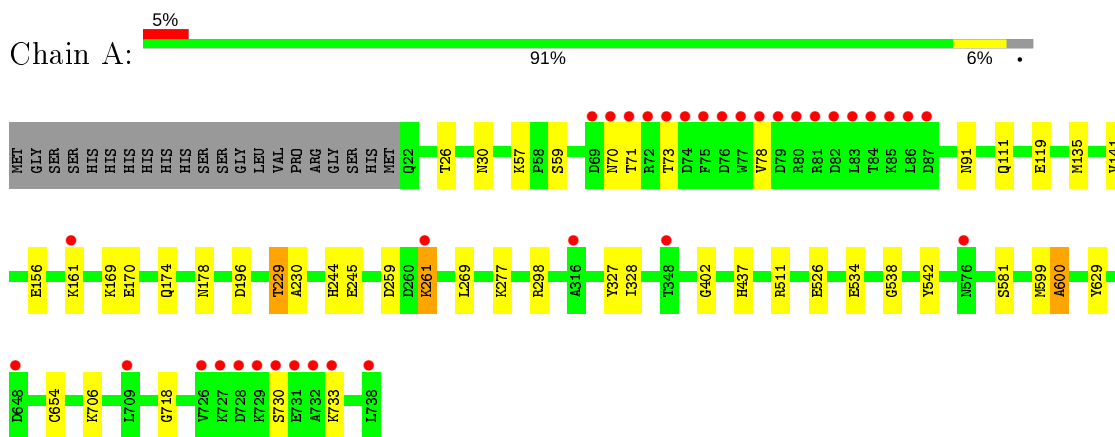 5%
Chain A:
91%
6%
MET GLY SER SER HIS HIS HIS HIS HIS HIS SER SER GLY LEU VAL PRO ARG GLY SER HIS MET Q22 T26 N30 K57 P58 S59 D69 N70 T71 R72 T73 D74 F75 D76 W77 V78 D79 R80 R81 D82 L83 T84 K85 L86 D87 N91 Q111 E119 M135
E156 K161 K169 E170 Q174 N178 D196 T229 A230 H244 E245 D259 D260 K261 L269 K277 R298 A316 Y327 I328 T348 G402 H437 R511 E526 E534 G538 Y542 N576 S581 M599 A600 Y629
D648 C654 K706 L709 G718 V726 K727 D728 K729 S730 E731 A732 K733 L738